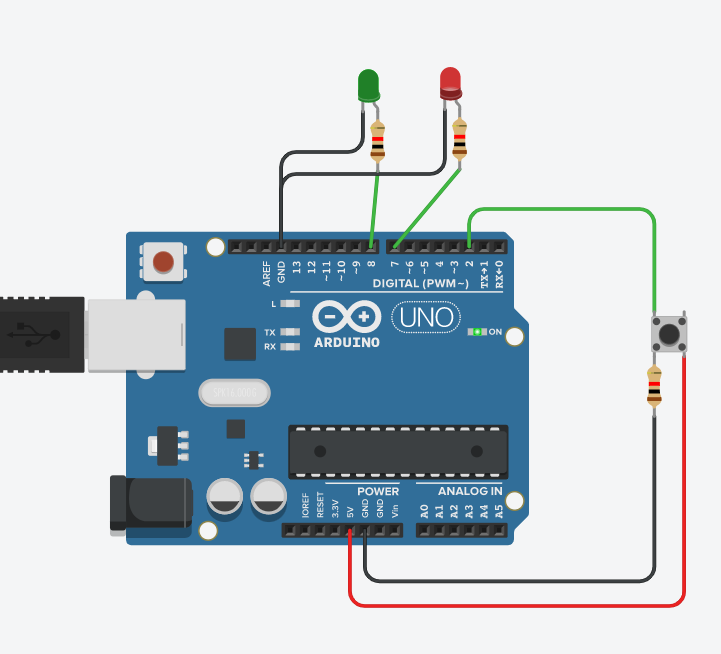 AREF
GND
13
12
~11
~10
~9
8
7
~6
~5
4
~3
2
TX→1
RX←0
DIGITAL (PWM~)
L
TX
RX
ARDUINO
UNO
ON
POWER
ANALOG IN
IOREF
RESET
3.3V
5V
GND
GND
Vin
A0
A1
A2
A3
A4
A5